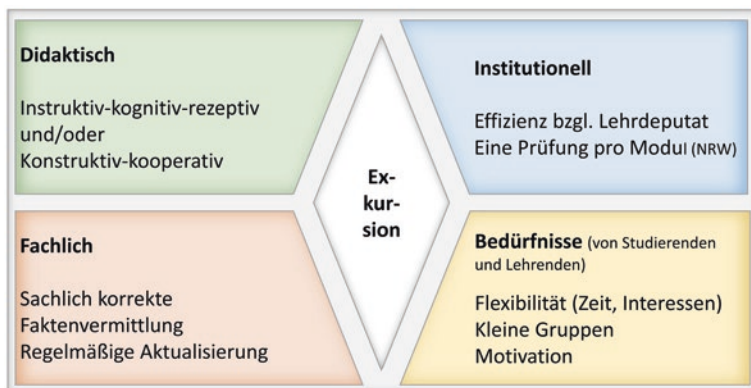 Didaktisch
Instruktiv-kognitiv-rezeptiv
und/oder
Konstruktiv-kooperativ
Institutionell
Effizienz bzgl. Lehrdeputat
Eine Prüfung pro Modul (NRW)
Ex-
kur-
sion
Fachlich
Sachlich korrekte
Faktenvermittlung
Regelmäßige Aktualisierung
Bedürfnisse (von Studierenden
und Lehrenden)
Flexibilität (Zeit, Interessen)
Kleine Gruppen
Motivation